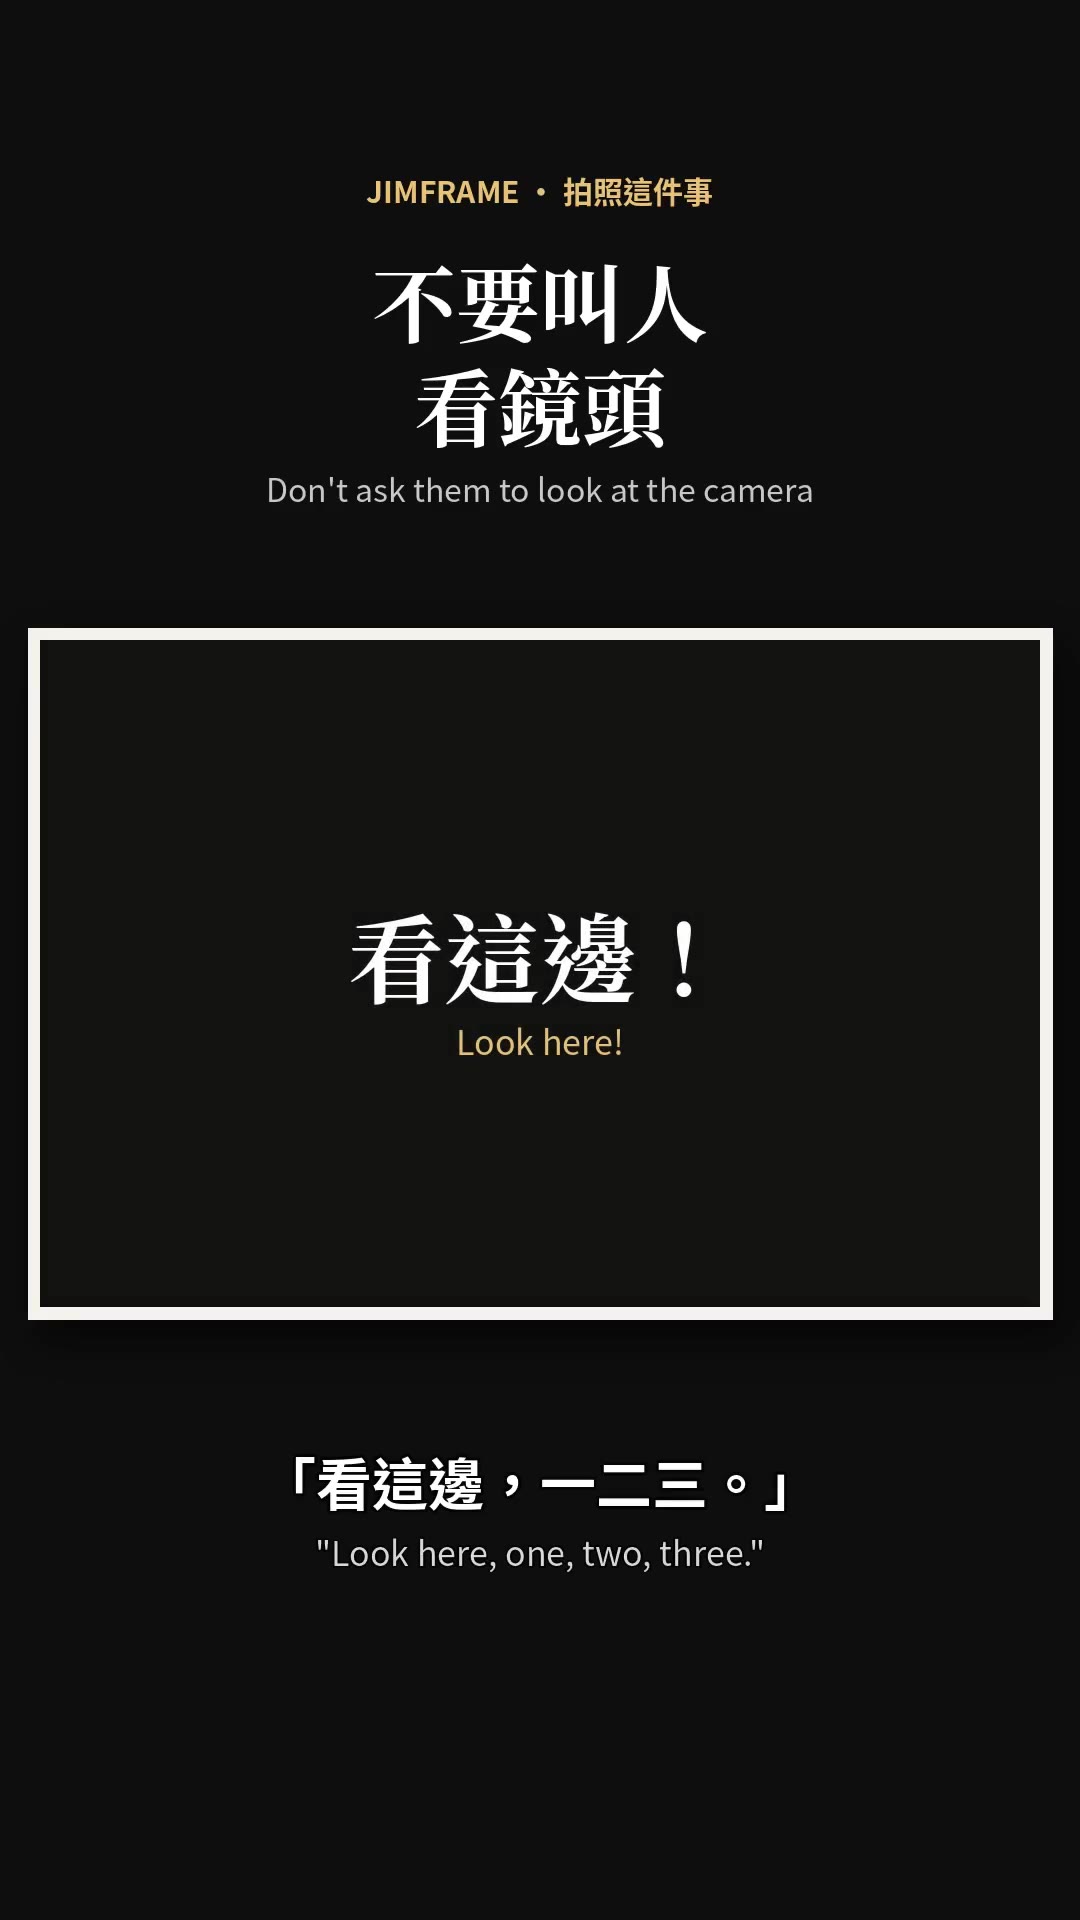 JIMFRAME • 拍照這件事
不要叫人
看鏡頭
Don't ask them to look at the camera
看這邊！
Look here!
「看這邊，一二三。」
"Look here, one, two, three."